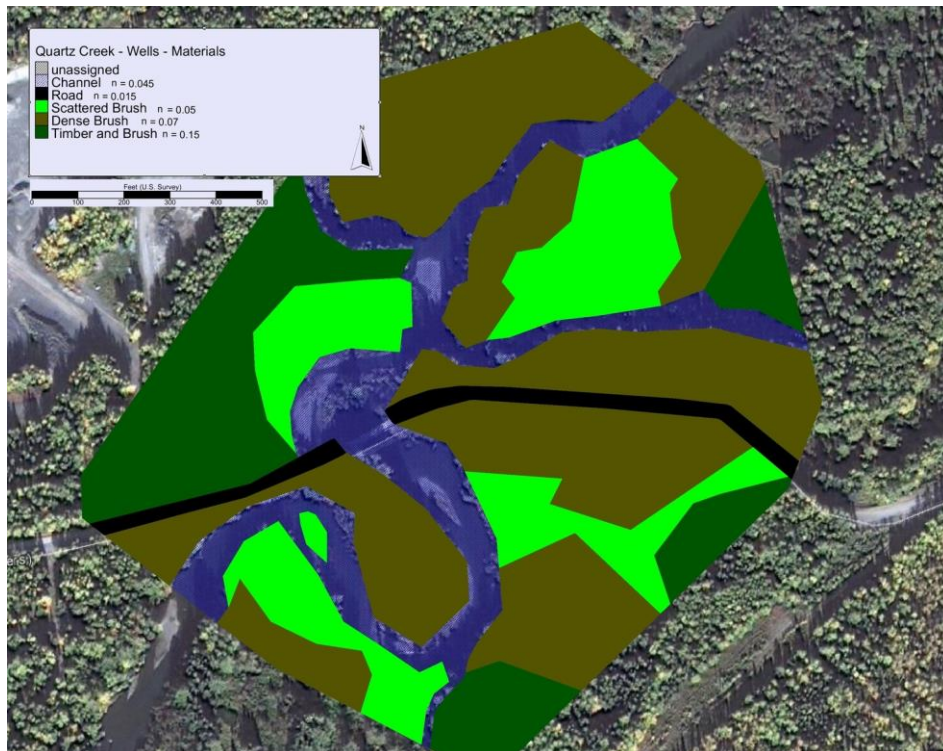 Quartz Creek - Wells - Materials
unassigned
Channel n = 0.045
Road n = 0.015
Scattered Brush n = 0.05
Dense Brush n = 0.07
Timber and Brush n = 0.15
N
Feet (U.S. Survey)
0 100 200 300 400 500